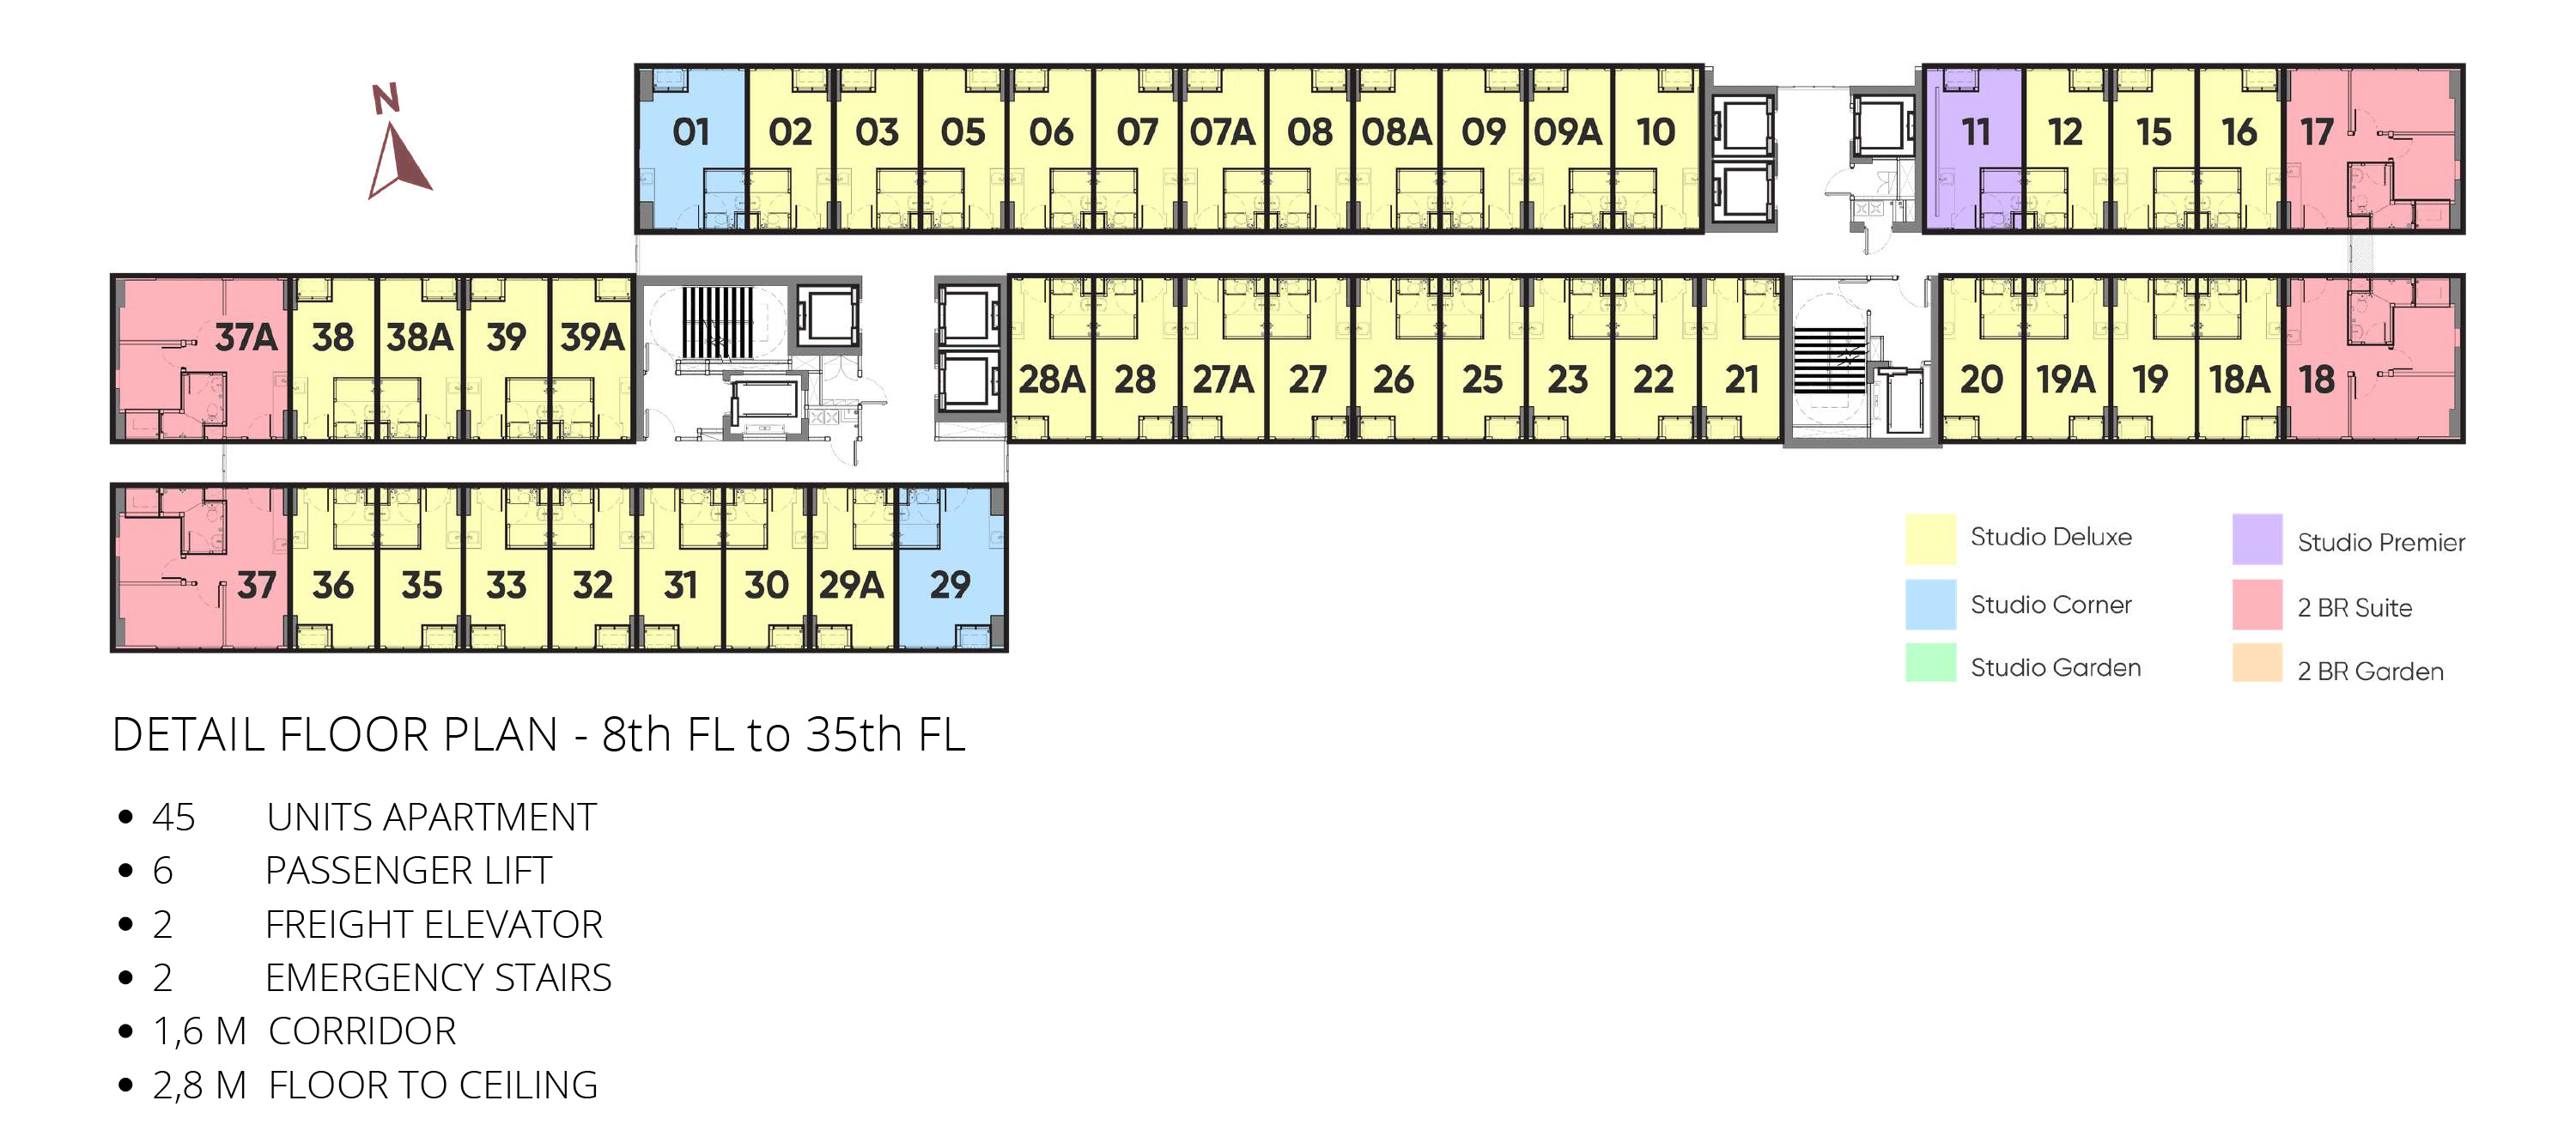 N
01 02 03 05 06 07 07A 08 08A 09 09A 10 11 12 15 16 17
37A 38 38A 39 39A
28A 28 27A 27 26 25 23 22 21 20 19A 19 18A 18
37 36 35 33 32 31 30 29A 29
Studio Deluxe
Studio Corner
Studio Garden
Studio Premier
2 BR Suite
2 BR Garden
DETAIL FLOOR PLAN - 8th FL to 35th FL
• 45 UNITS APARTMENT
• 6 PASSENGER LIFT
• 2 FREIGHT ELEVATOR
• 2 EMERGENCY STAIRS
• 1,6 M CORRIDOR
• 2,8 M FLOOR TO CEILING